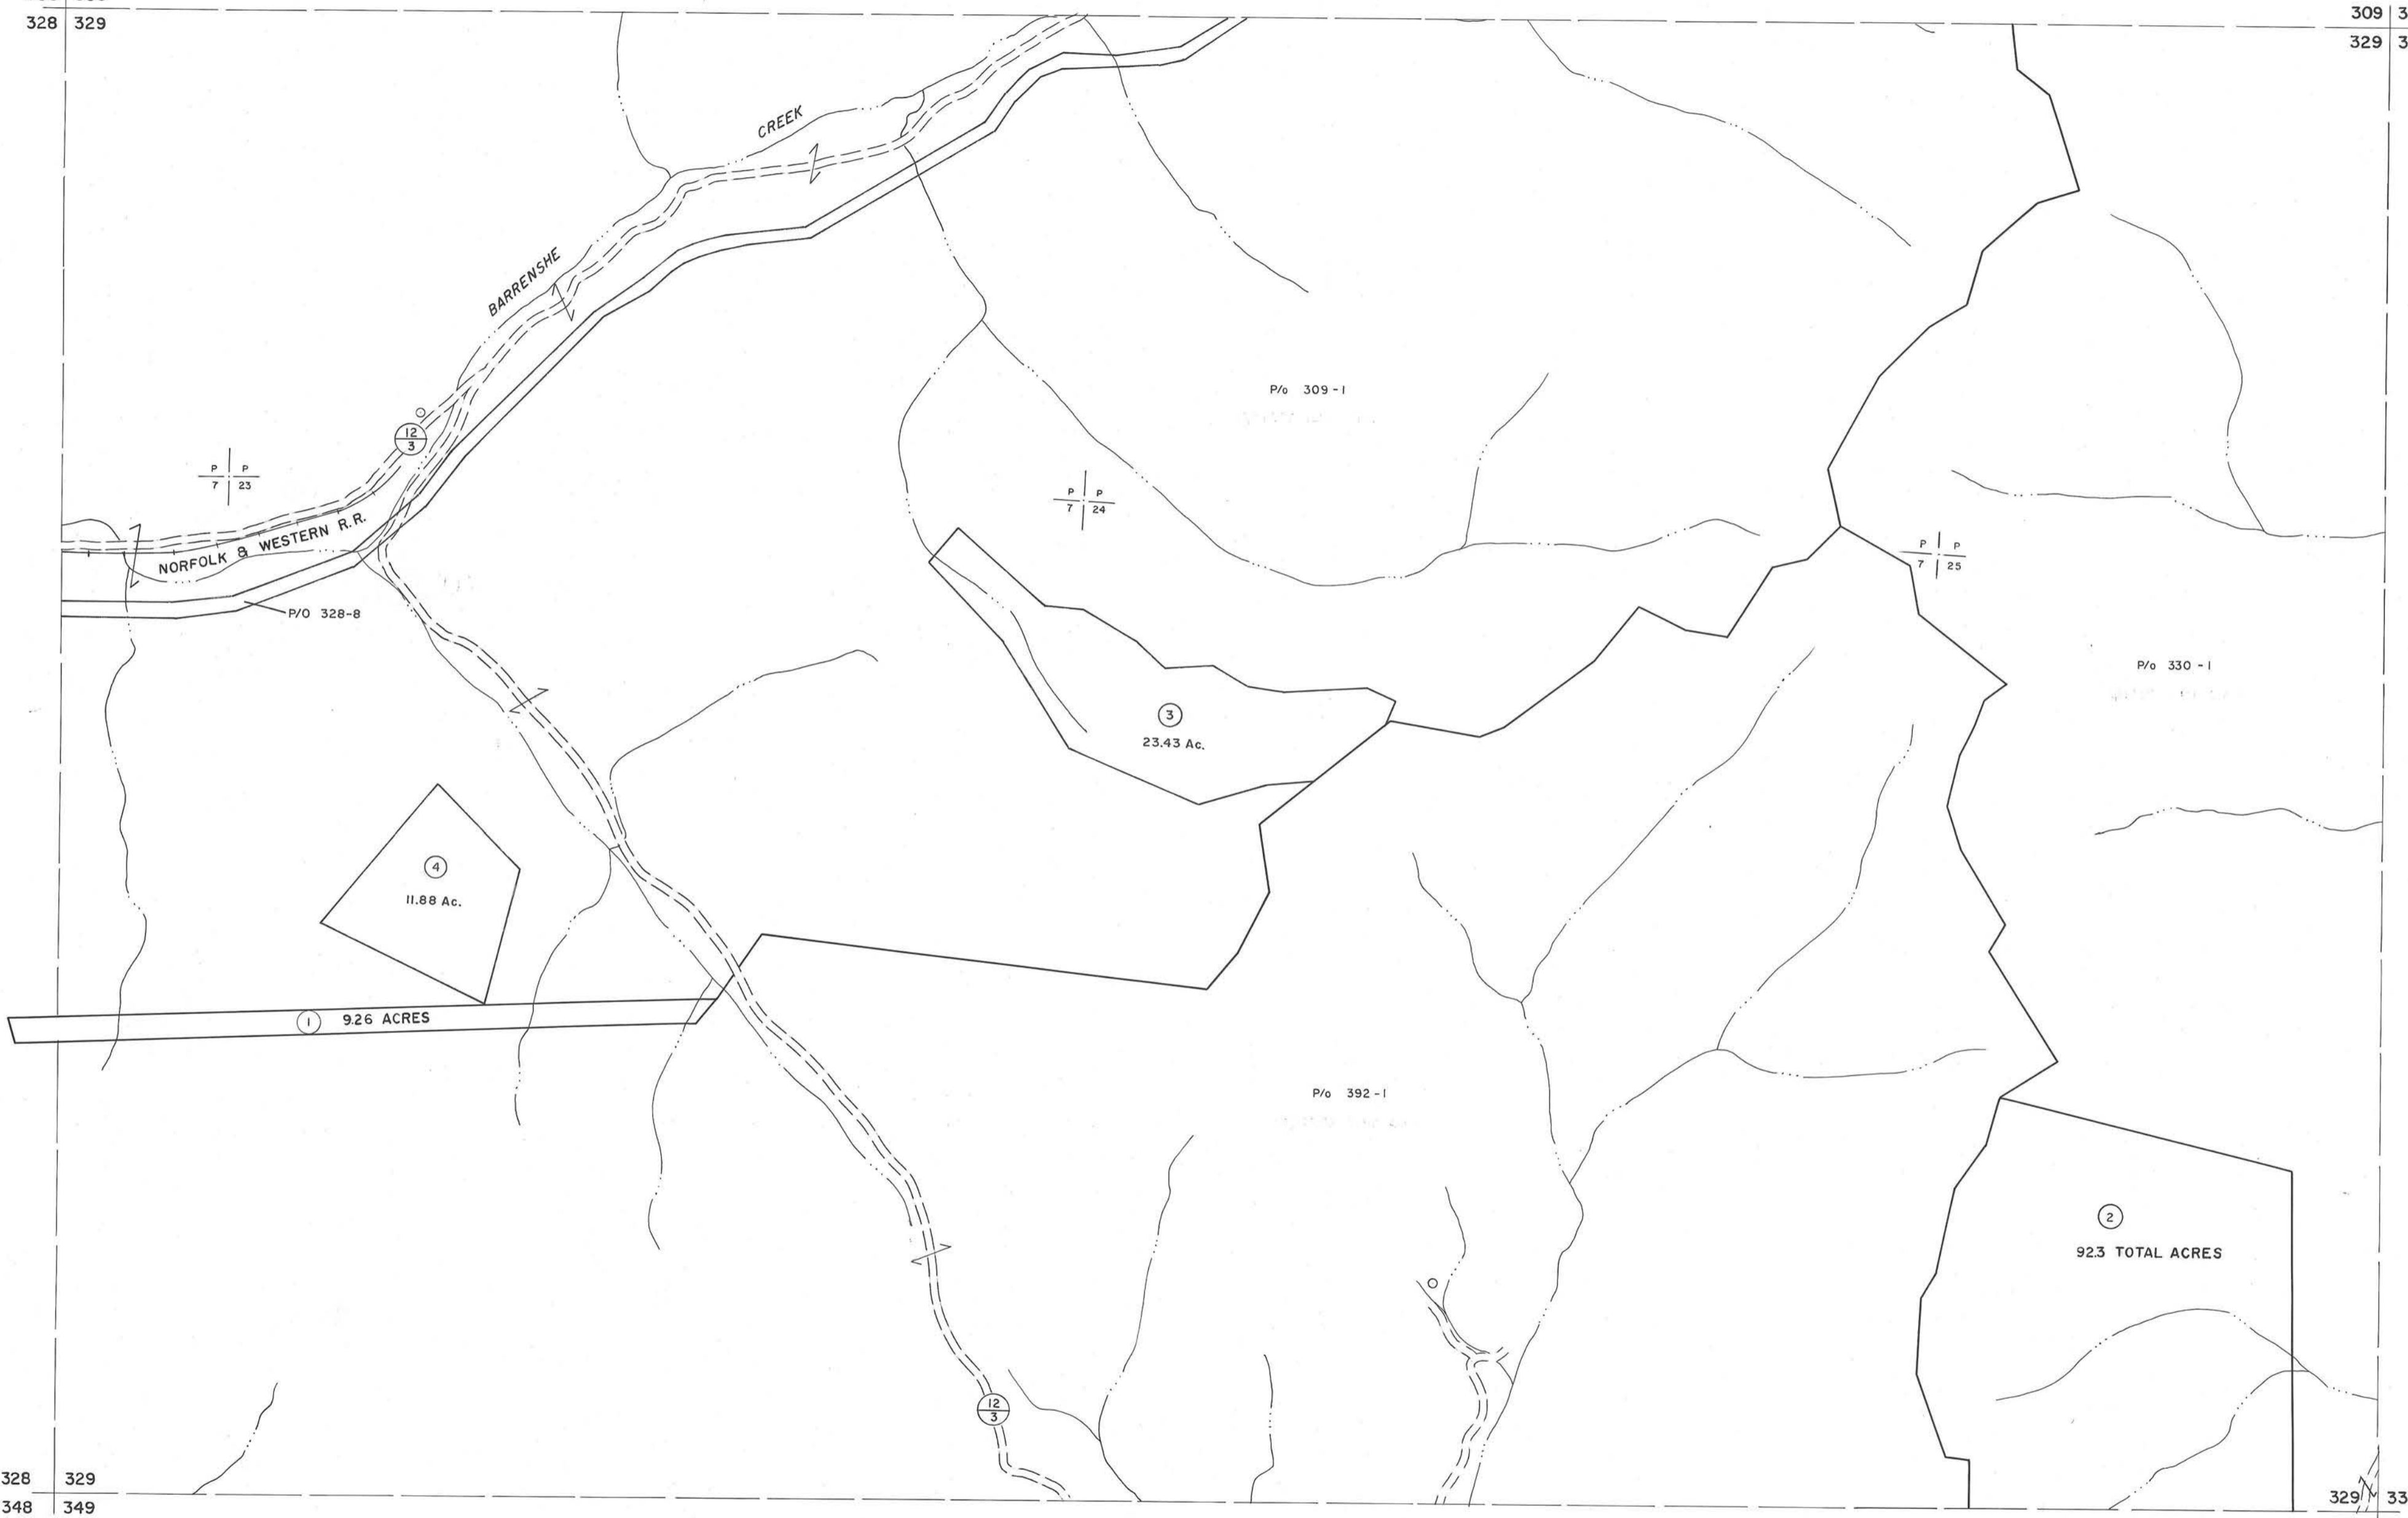 328 329
309 3
329 3
CREEK
BARRENSHE
P/o 309-1
12
3
P P
7 23
P P
7 24
NORFOLK & WESTERN R.R.
P P
7 25
P/O 328-8
P/o 330-1
3
23.43 Ac.
4
11.88 Ac.
1 9.26 ACRES
P/o 392-1
2
92.3 TOTAL ACRES
12
3
328 329
348 349
329 33